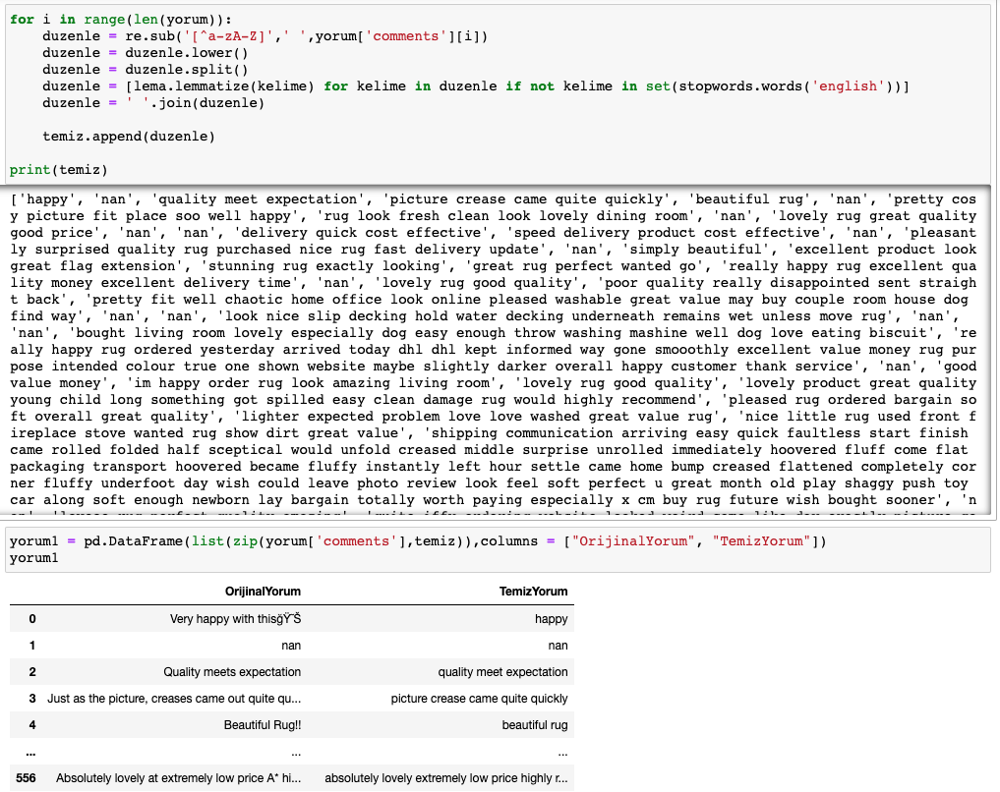 for i in range(len(yorum)):
    duzenle = re.sub('[^a-zA-Z]',' ',yorum['comments'][i])
    duzenle = duzenle.lower()
    duzenle = duzenle.split()
    duzenle = [lema.lemmatize(kelime) for kelime in duzenle if not kelime in set(stopwords.words('english'))]
    duzenle = ' '.join(duzenle)
    temiz.append(duzenle)
print(temiz)
['happy', 'nan', 'quality meet expectation', 'picture crease came quite quickly', 'beautiful rug', 'nan', 'pretty cos
y picture fit place soo well happy', 'rug look fresh clean look lovely dining room', 'nan', 'lovely rug great quality
good price', 'nan', 'nan', 'delivery quick cost effective', 'speed delivery product cost effective', 'nan', 'pleasant
ly surprised quality rug purchased nice rug fast delivery update', 'nan', 'simply beautiful', 'excellent product look
great flag extension', 'stunning rug exactly looking', 'great rug perfect wanted go', 'really happy rug excellent qua
lity money excellent delivery time', 'nan', 'lovely rug good quality', 'poor quality really disappointed sent straigh
t back', 'pretty fit well chaotic home office look online pleased washable great value may buy couple room house dog
find way', 'nan', 'nan', 'look nice slip decking hold water decking underneath remains wet unless move rug', 'nan',
'nan', 'bought living room lovely especially dog easy enough throw washing mashine well dog love eating biscuit', 're
ally happy rug ordered yesterday arrived today dhl dhl kept informed way gone smooothly excellent value money rug pur
pose intended colour true one shown website maybe slightly darker overall happy customer thank service', 'nan', 'good
value money', 'im happy order rug look amazing living room', 'lovely rug good quality', 'lovely product great quality
young child long something got spilled easy clean damage rug would highly recommend', 'pleased rug ordered bargain so
ft overall great quality', 'lighter expected problem love love washed great value rug', 'nice little rug used front f
ireplace stove wanted rug show dirt great value', 'shipping communication arriving easy quick faultless start finish
came rolled folded half sceptical would unfold creased middle surprise unrolled immediately hoovered fluff come flat
packaging transport hoovered became fluffy instantly left hour settle came home bump creased flattened completely cor
ner fluffy underfoot day wish could leave photo review look feel soft perfect u great month old play shaggy push toy
car along soft enough newborn lay bargain totally worth paying especially x cm buy rug future wish bought sooner', 'n
yorum1 = pd.DataFrame(list(zip(yorum['comments'],temiz)),columns = ["OrijinalYorum", "TemizYorum"])
yorum1
OrijinalYorum TemizYorum
0 Very happy with thisğŸ˜Š happy
1 nan nan
2 Quality meets expectation quality meet expectation
3 Just as the picture, creases came out quite qu... picture crease came quite quickly
4 Beautiful Rug!! beautiful rug
... ... ...
556 Absolutely lovely at extremely low price A* hi... absolutely lovely extremely low price highly r...